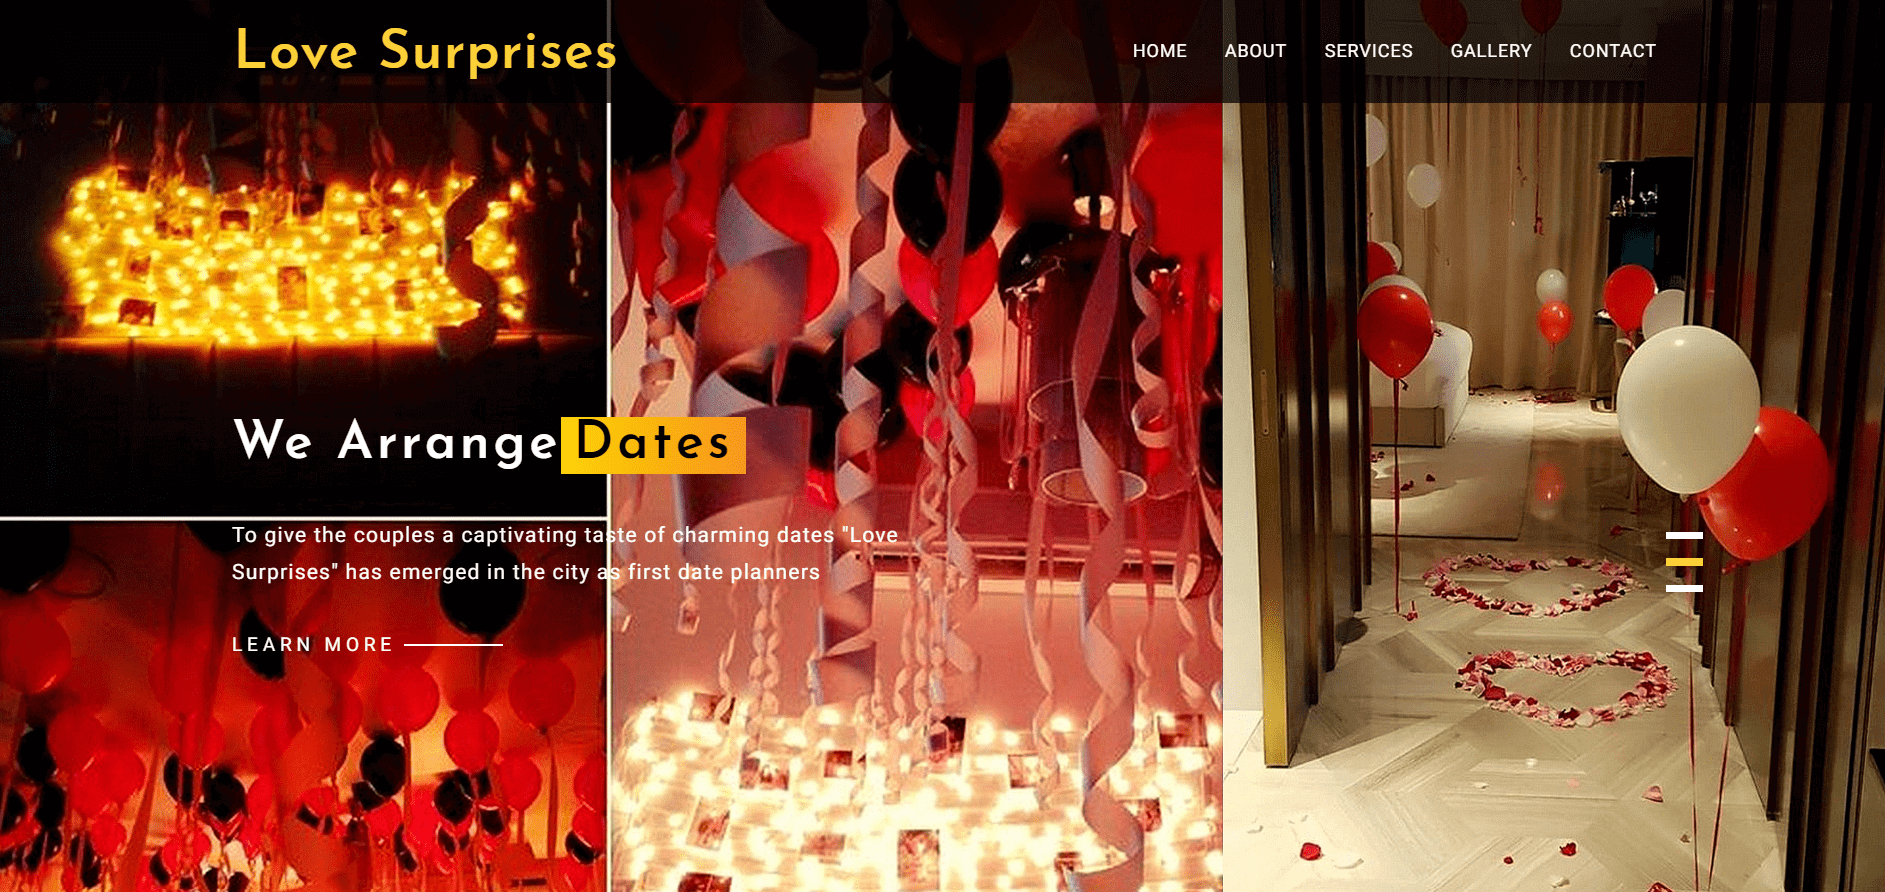 Love Surprises
HOME ABOUT SERVICES GALLERY CONTACT
We Arrange Dates
To give the couples a captivating taste of charming dates "Love
Surprises" has emerged in the city as first date planners
LEARN MORE